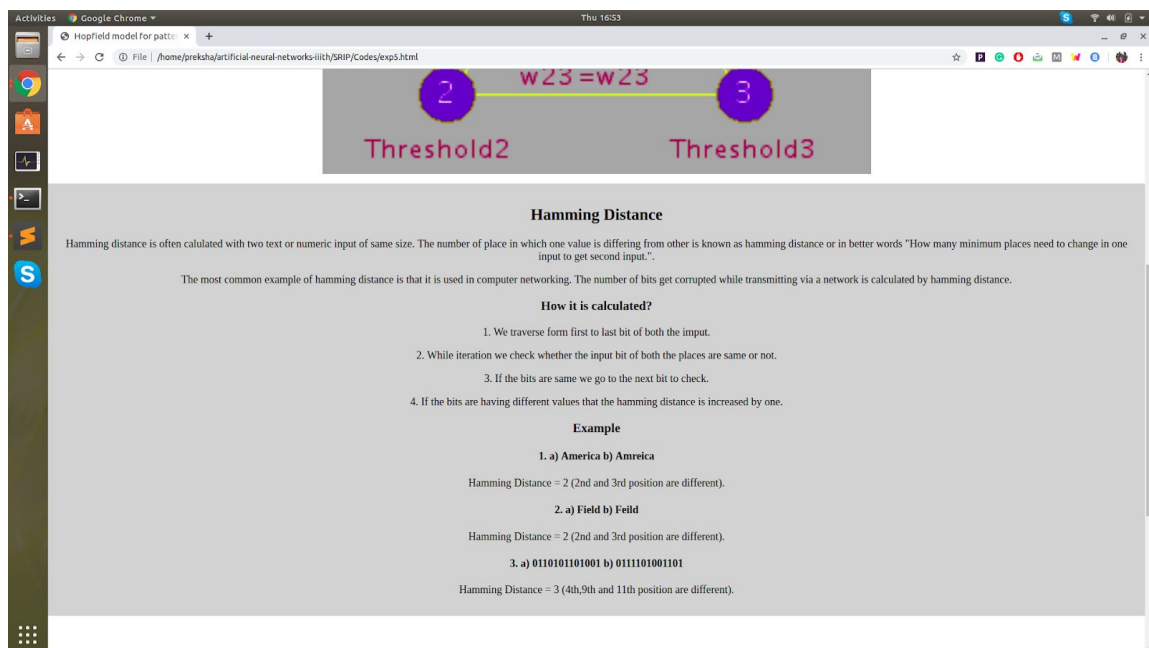 Activities Google Chrome Thu 16:53
Hopfield model for patte
File | /home/preksha/artificial-neural-networks-iiith/SRIP/Codes/exp5.html
w23 =w23
2 3
Threshold2 Threshold3
Hamming Distance
Hamming distance is often calulated with two text or numeric input of same size. The number of place in which one value is differing from other is known as hamming distance or in better words "How many minimum places need to change in one
input to get second input.".
The most common example of hamming distance is that it is used in computer networking. The number of bits get corrupted while transmitting via a network is calculated by hamming distance.
How it is calculated?
1. We traverse form first to last bit of both the imput.
2. While iteration we check whether the input bit of both the places are same or not.
3. If the bits are same we go to the next bit to check.
4. If the bits are having different values that the hamming distance is increased by one.
Example
1. a) America b) Amreica
Hamming Distance = 2 (2nd and 3rd position are different).
2. a) Field b) Feild
Hamming Distance = 2 (2nd and 3rd position are different).
3. a) 0110101101001 b) 0111101001101
Hamming Distance = 3 (4th,9th and 11th position are different).